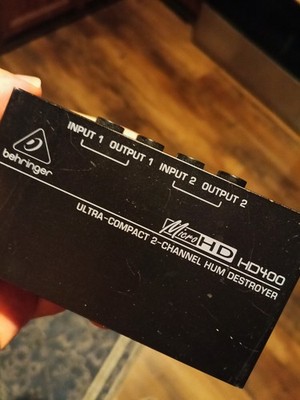 INPUT 1 OUTPUT 1 INPUT 2 OUTPUT 2
behringer
MicroHD HD400
ULTRA-COMPACT 2-CHANNEL HUM DESTROYER